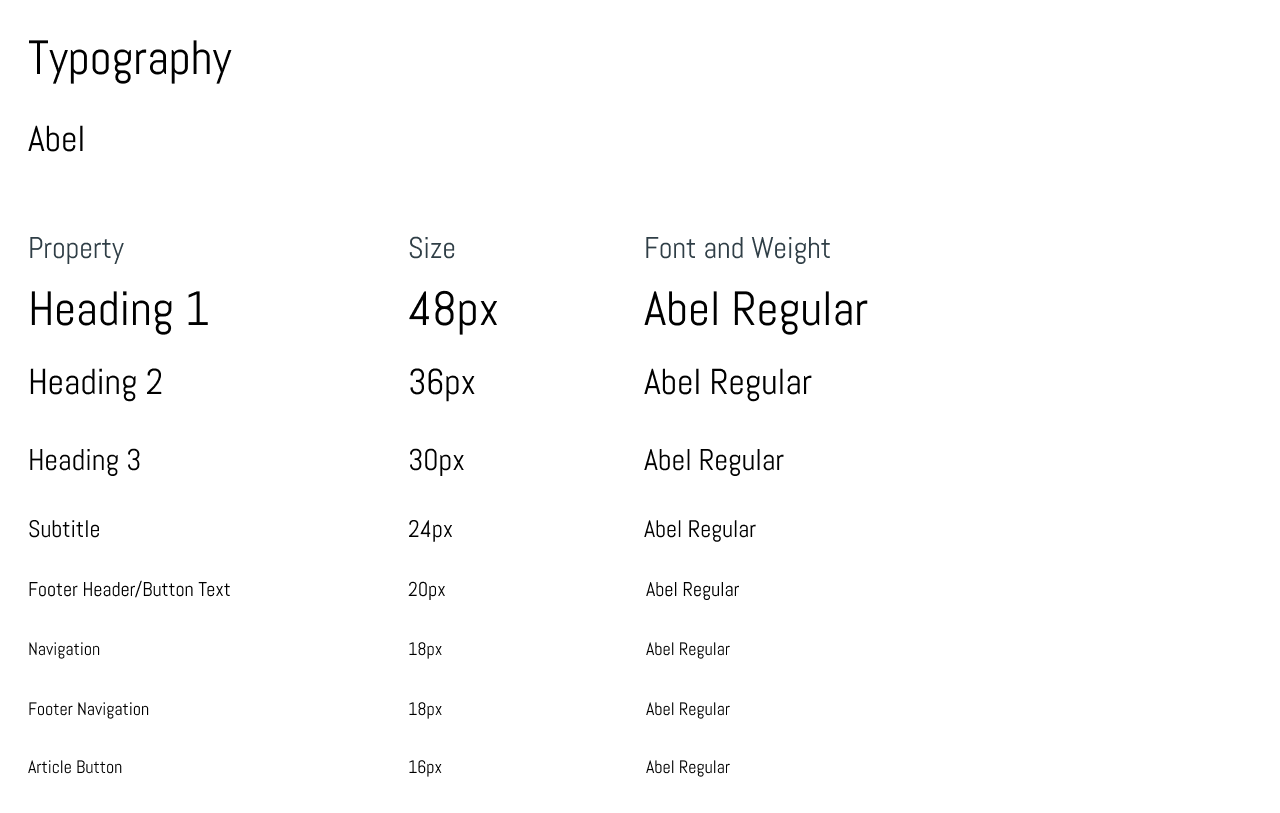 Typography
Abel
Property Size Font and Weight
Heading 1 48px Abel Regular
Heading 2 36px Abel Regular
Heading 3 30px Abel Regular
Subtitle 24px Abel Regular
Footer Header/Button Text 20px Abel Regular
Navigation 18px Abel Regular
Footer Navigation 18px Abel Regular
Article Button 16px Abel Regular